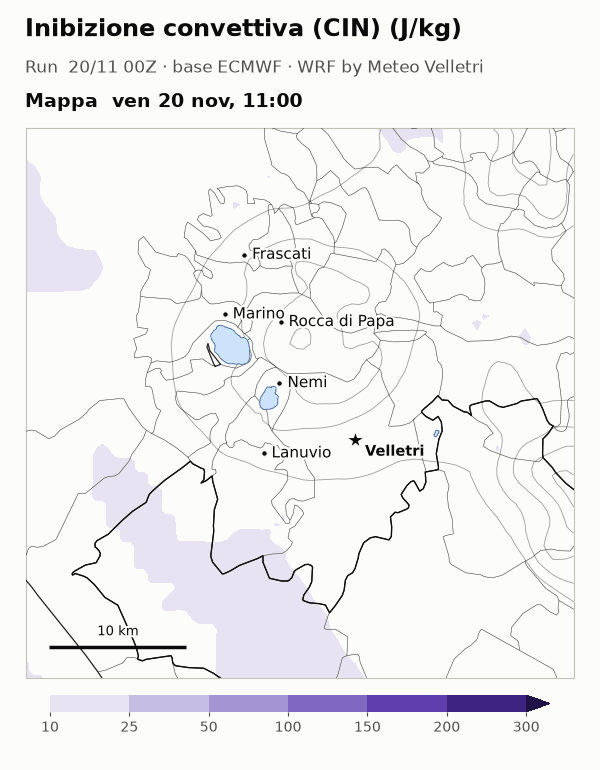 Inibizione convettiva (CIN) (J/kg)
Run  20/11 00Z · base ECMWF · WRF by Meteo Velletri
Mappa  ven 20 nov, 11:00
Frascati
Marino
Rocca di Papa
Nemi
Velletri
Lanuvio
10 km
10 25 50 100 150 200 300